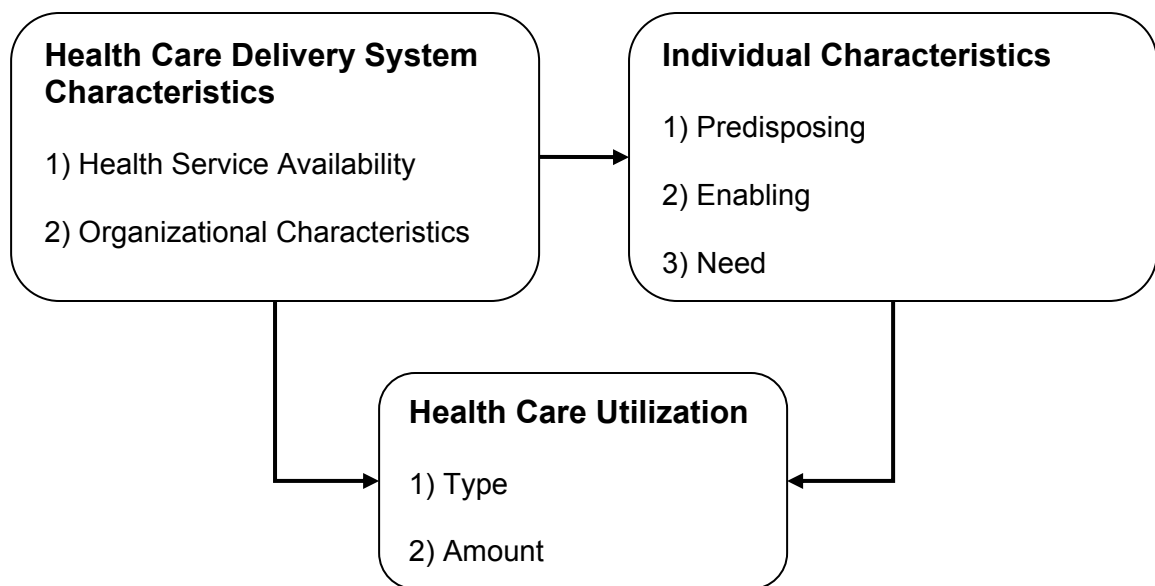 Health Care Delivery System
Characteristics
1) Health Service Availability
2) Organizational Characteristics
Individual Characteristics
1) Predisposing
2) Enabling
3) Need
Health Care Utilization
1) Type
2) Amount